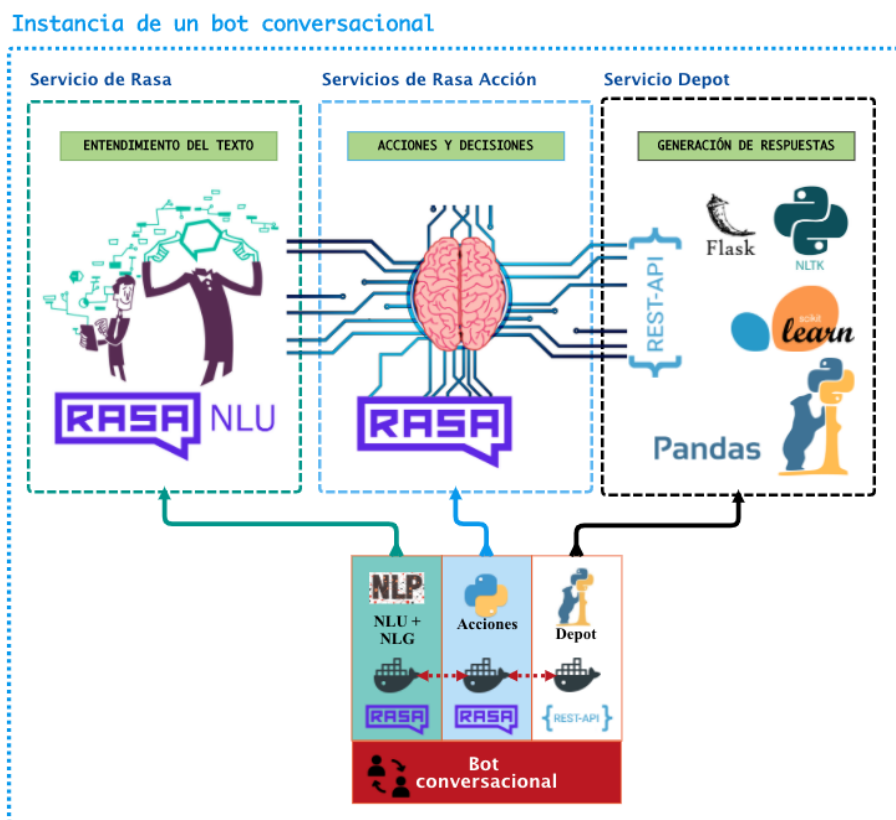 Instancia de un bot conversacional
Servicio de Rasa
Servicios de Rasa Acción
Servicio Depot
ENTENDIMIENTO DEL TEXTO
ACCIONES Y DECISIONES
GENERACIÓN DE RESPUESTAS
Flask
NLTK
{ REST-API }
scikit
learn
RASA NLU
RASA
Pandas
NLP
NLU +
NLG
Acciones
Depot
RASA
RASA
{ REST-API }
Bot
conversacional